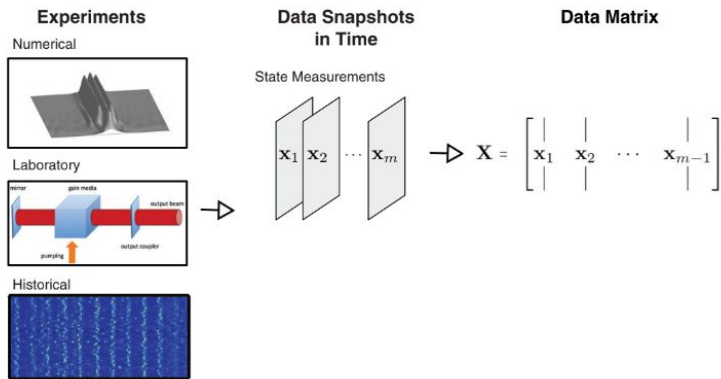 Experiments
Numerical
Laboratory
mirror
gain media
output beam
output coupler
pumping
Historical
Data Snapshots
in Time
State Measurements
x₁ x₂ ⋯ xₘ
Data Matrix
X = [ x₁ x₂ ⋯ xₘ₋₁ ]